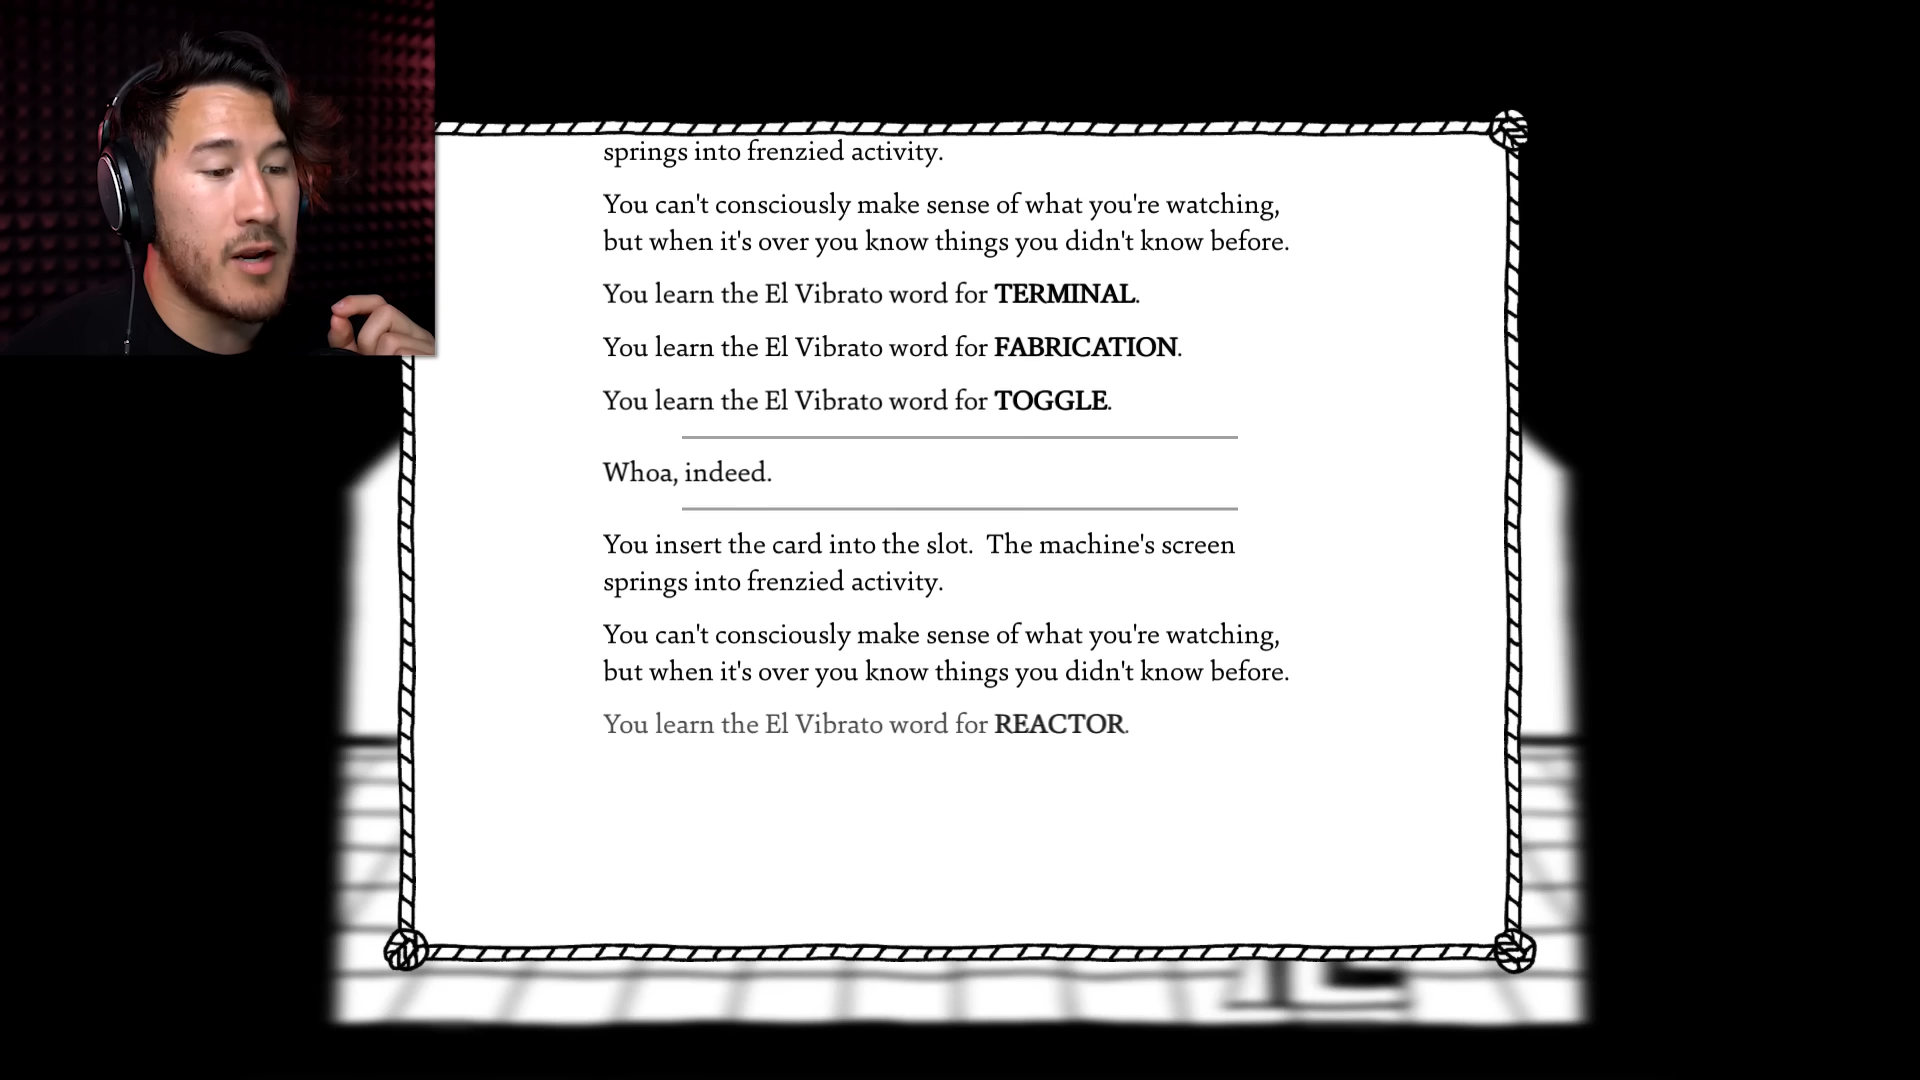 springs into frenzied activity.
You can't consciously make sense of what you're watching,
but when it's over you know things you didn't know before.
You learn the El Vibrato word for TERMINAL.
You learn the El Vibrato word for FABRICATION.
You learn the El Vibrato word for TOGGLE.
Whoa, indeed.
You insert the card into the slot.  The machine's screen
springs into frenzied activity.
You can't consciously make sense of what you're watching,
but when it's over you know things you didn't know before.
You learn the El Vibrato word for REACTOR.